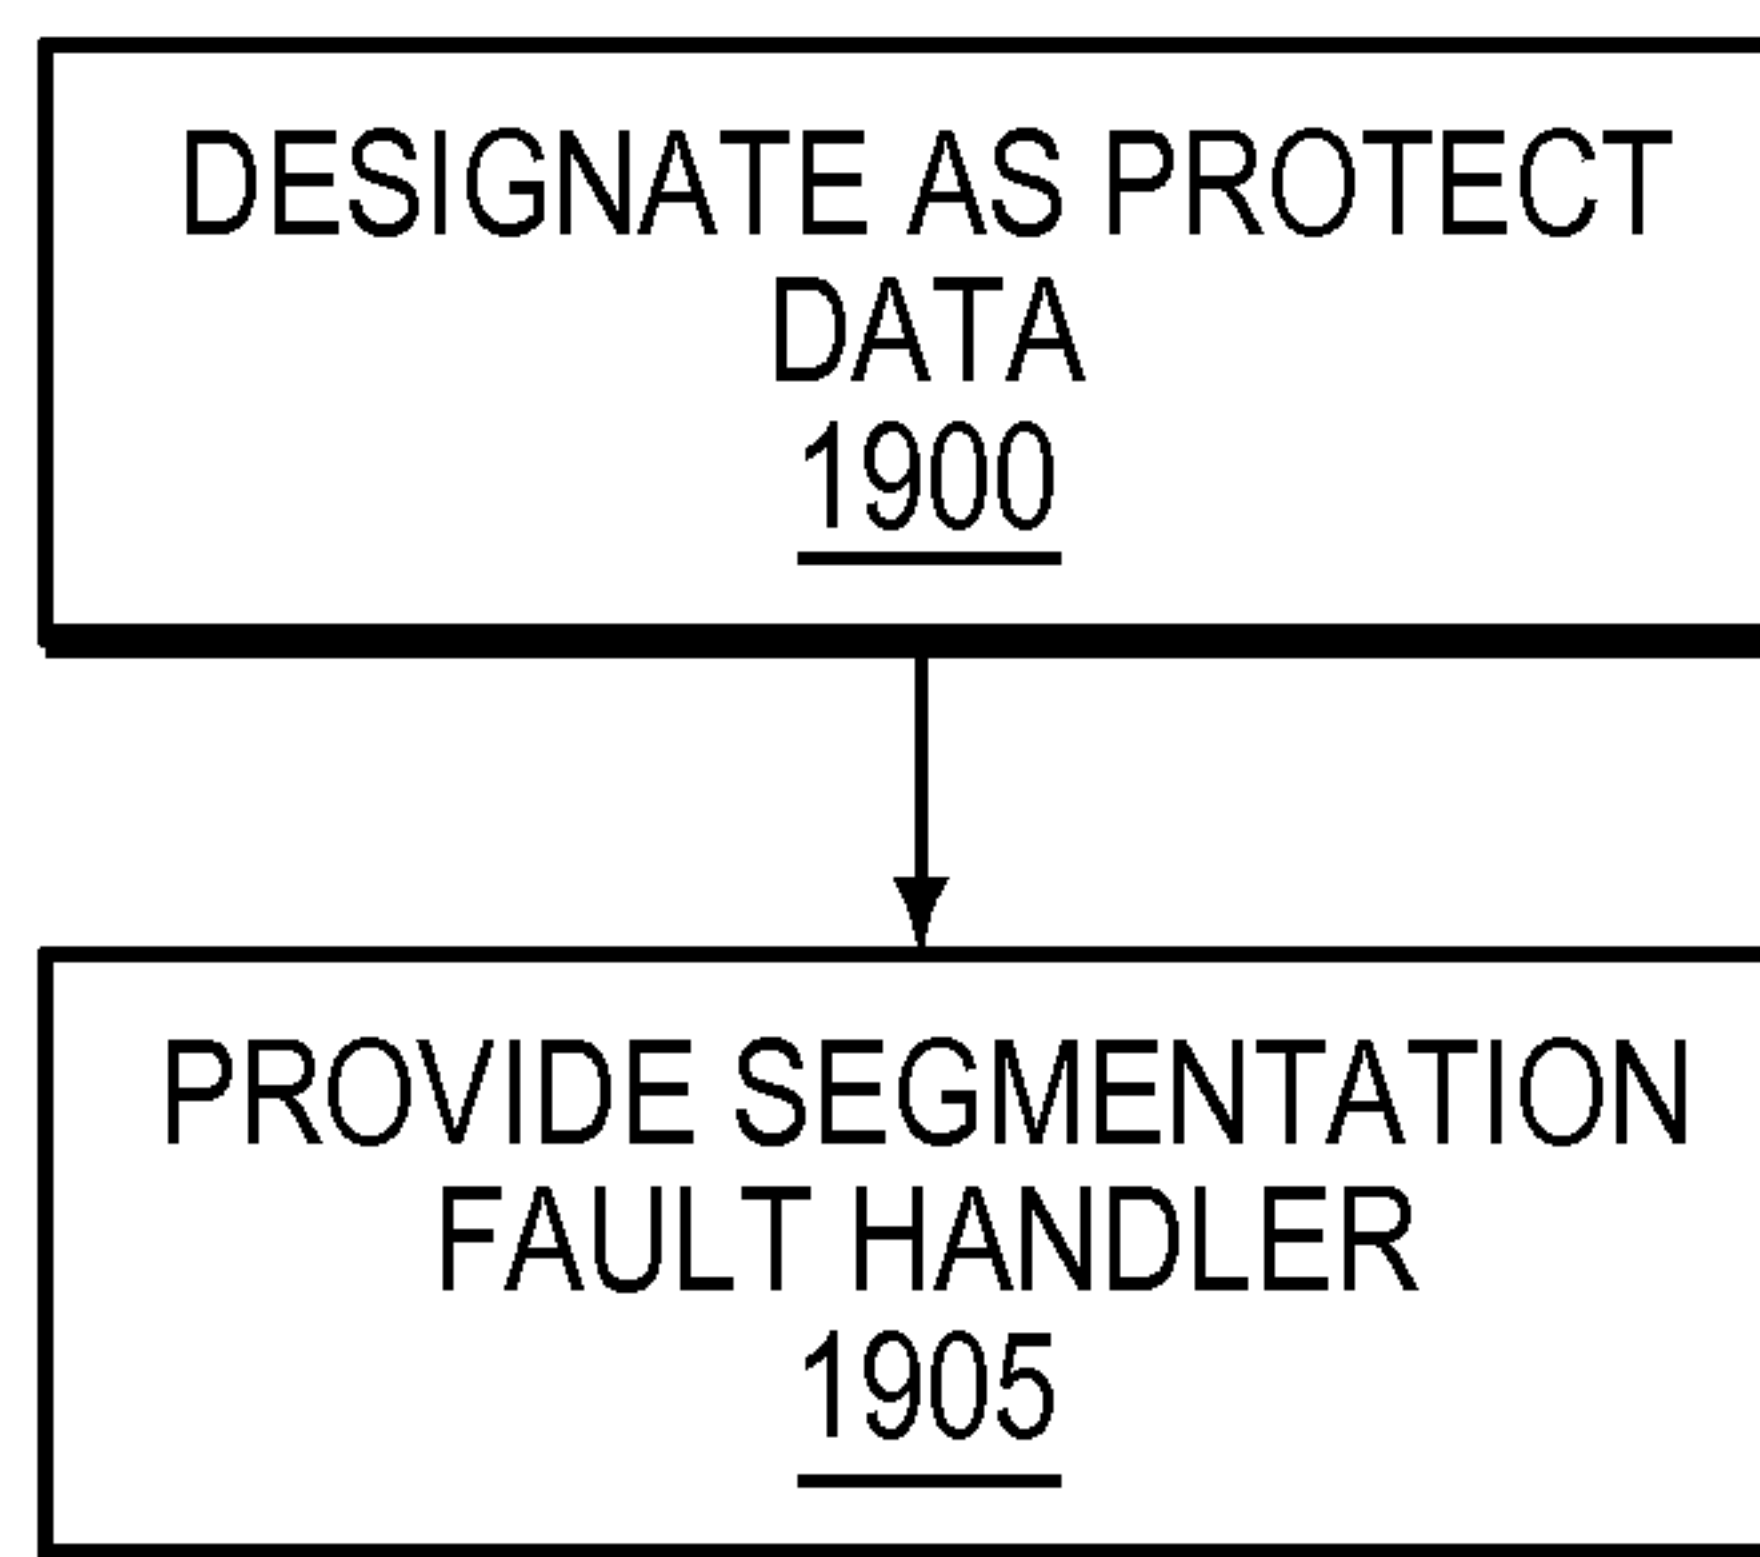 DESIGNATE AS PROTECT
DATA
1900
PROVIDE SEGMENTATION
FAULT HANDLER
1905